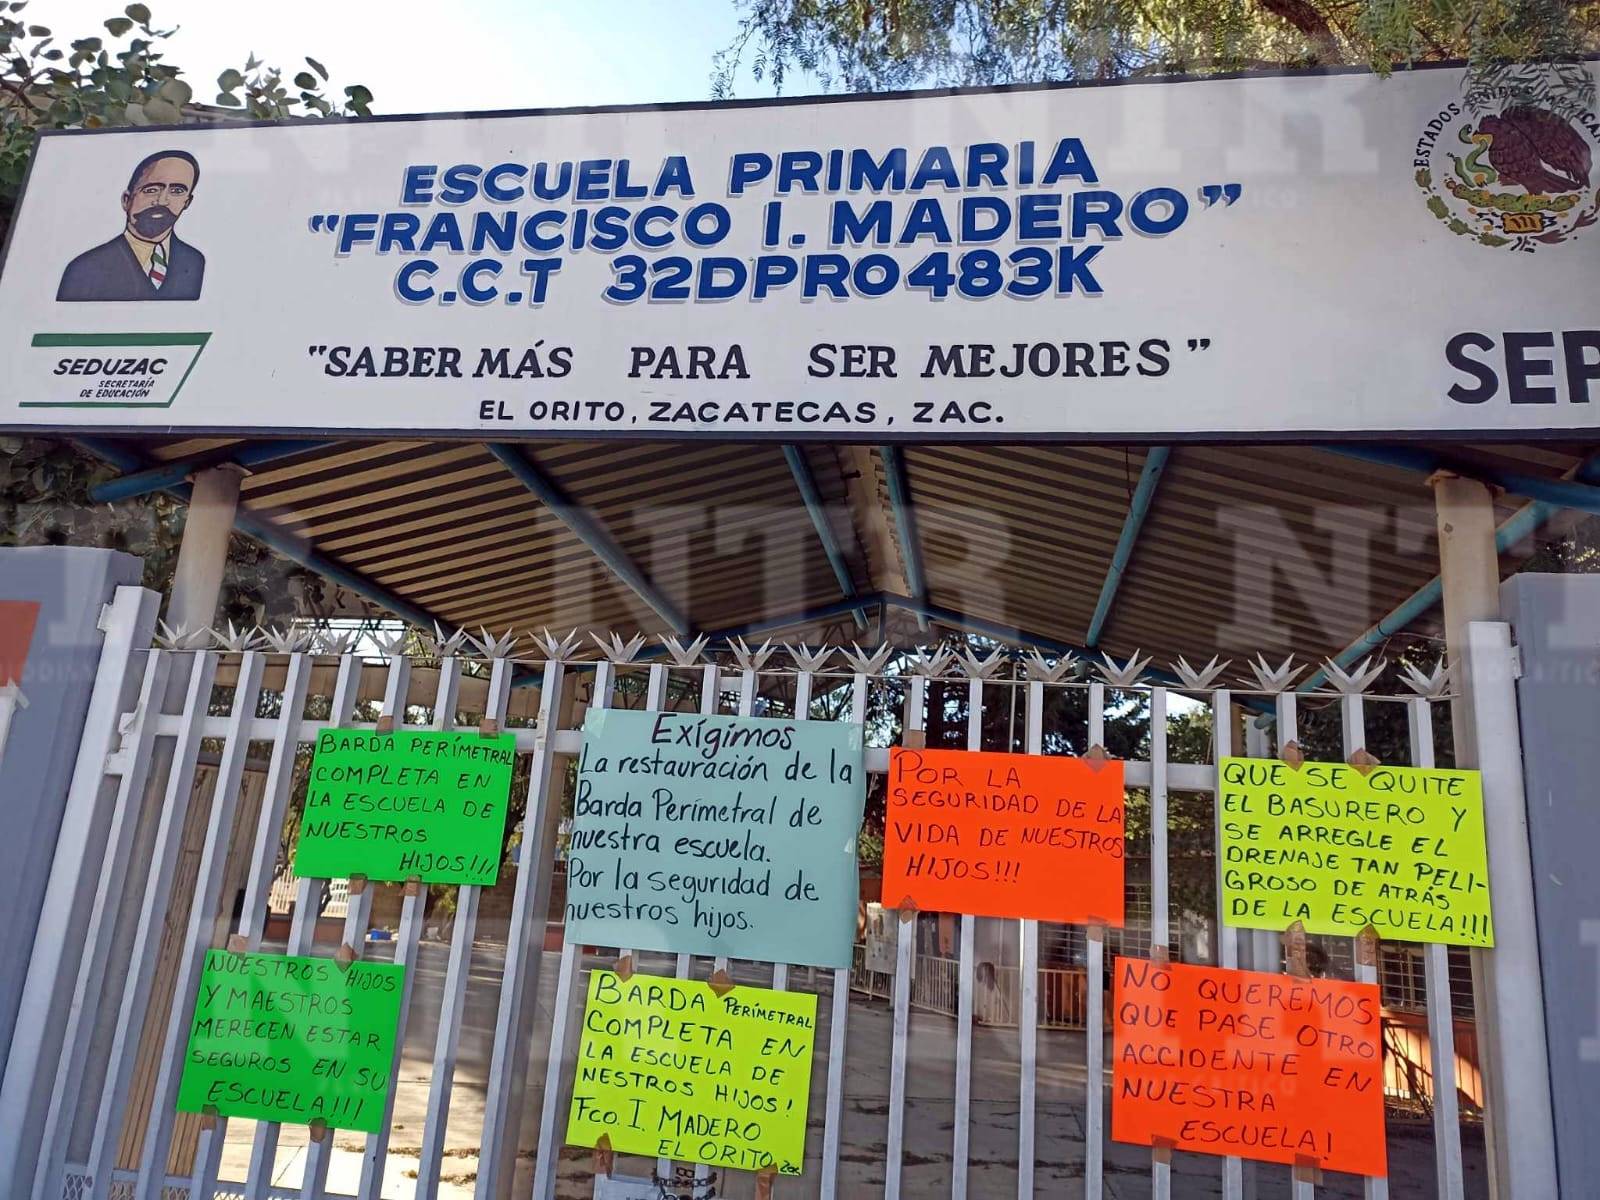 ESCUELA PRIMARIA
"FRANCISCO I. MADERO"
C.C.T 32DPR0483K
"SABER MÁS PARA SER MEJORES"
EL ORITO, ZACATECAS, ZAC.
SEDUZAC
SECRETARÍA
DE EDUCACIÓN
ESTADOS UNIDOS MEXICAN
SEP
NTR
NTR
NTR
BARDA PERÍMETRAL
COMPLETA EN
LA ESCUELA DE
NUESTROS
HIJOS!!!
Exígimos
La restauración de la
Barda Perímetral de
nuestra escuela.
Por la seguridad de
nuestros hijos.
POR LA
SEGURIDAD DE LA
VIDA DE NUESTROS
HIJOS!!!
QUE SE QUITE
EL BASURERO Y
SE ARREGLE EL
DRENAJE TAN PELI-
GROSO DE ATRÁS
DE LA ESCUELA!!!
NUESTROS HIJOS
Y MAESTROS
MERECEN ESTAR
SEGUROS EN SU
ESCUELA!!!
BARDA PERÍMETRAL
COMPLETA EN
LA ESCUELA DE
NESTROS HIJOS!
Fco. I. MADERO
EL ORITO, Zac
NO QUEREMOS
QUE PASE OTRO
ACCIDENTE EN
NUESTRA
ESCUELA!